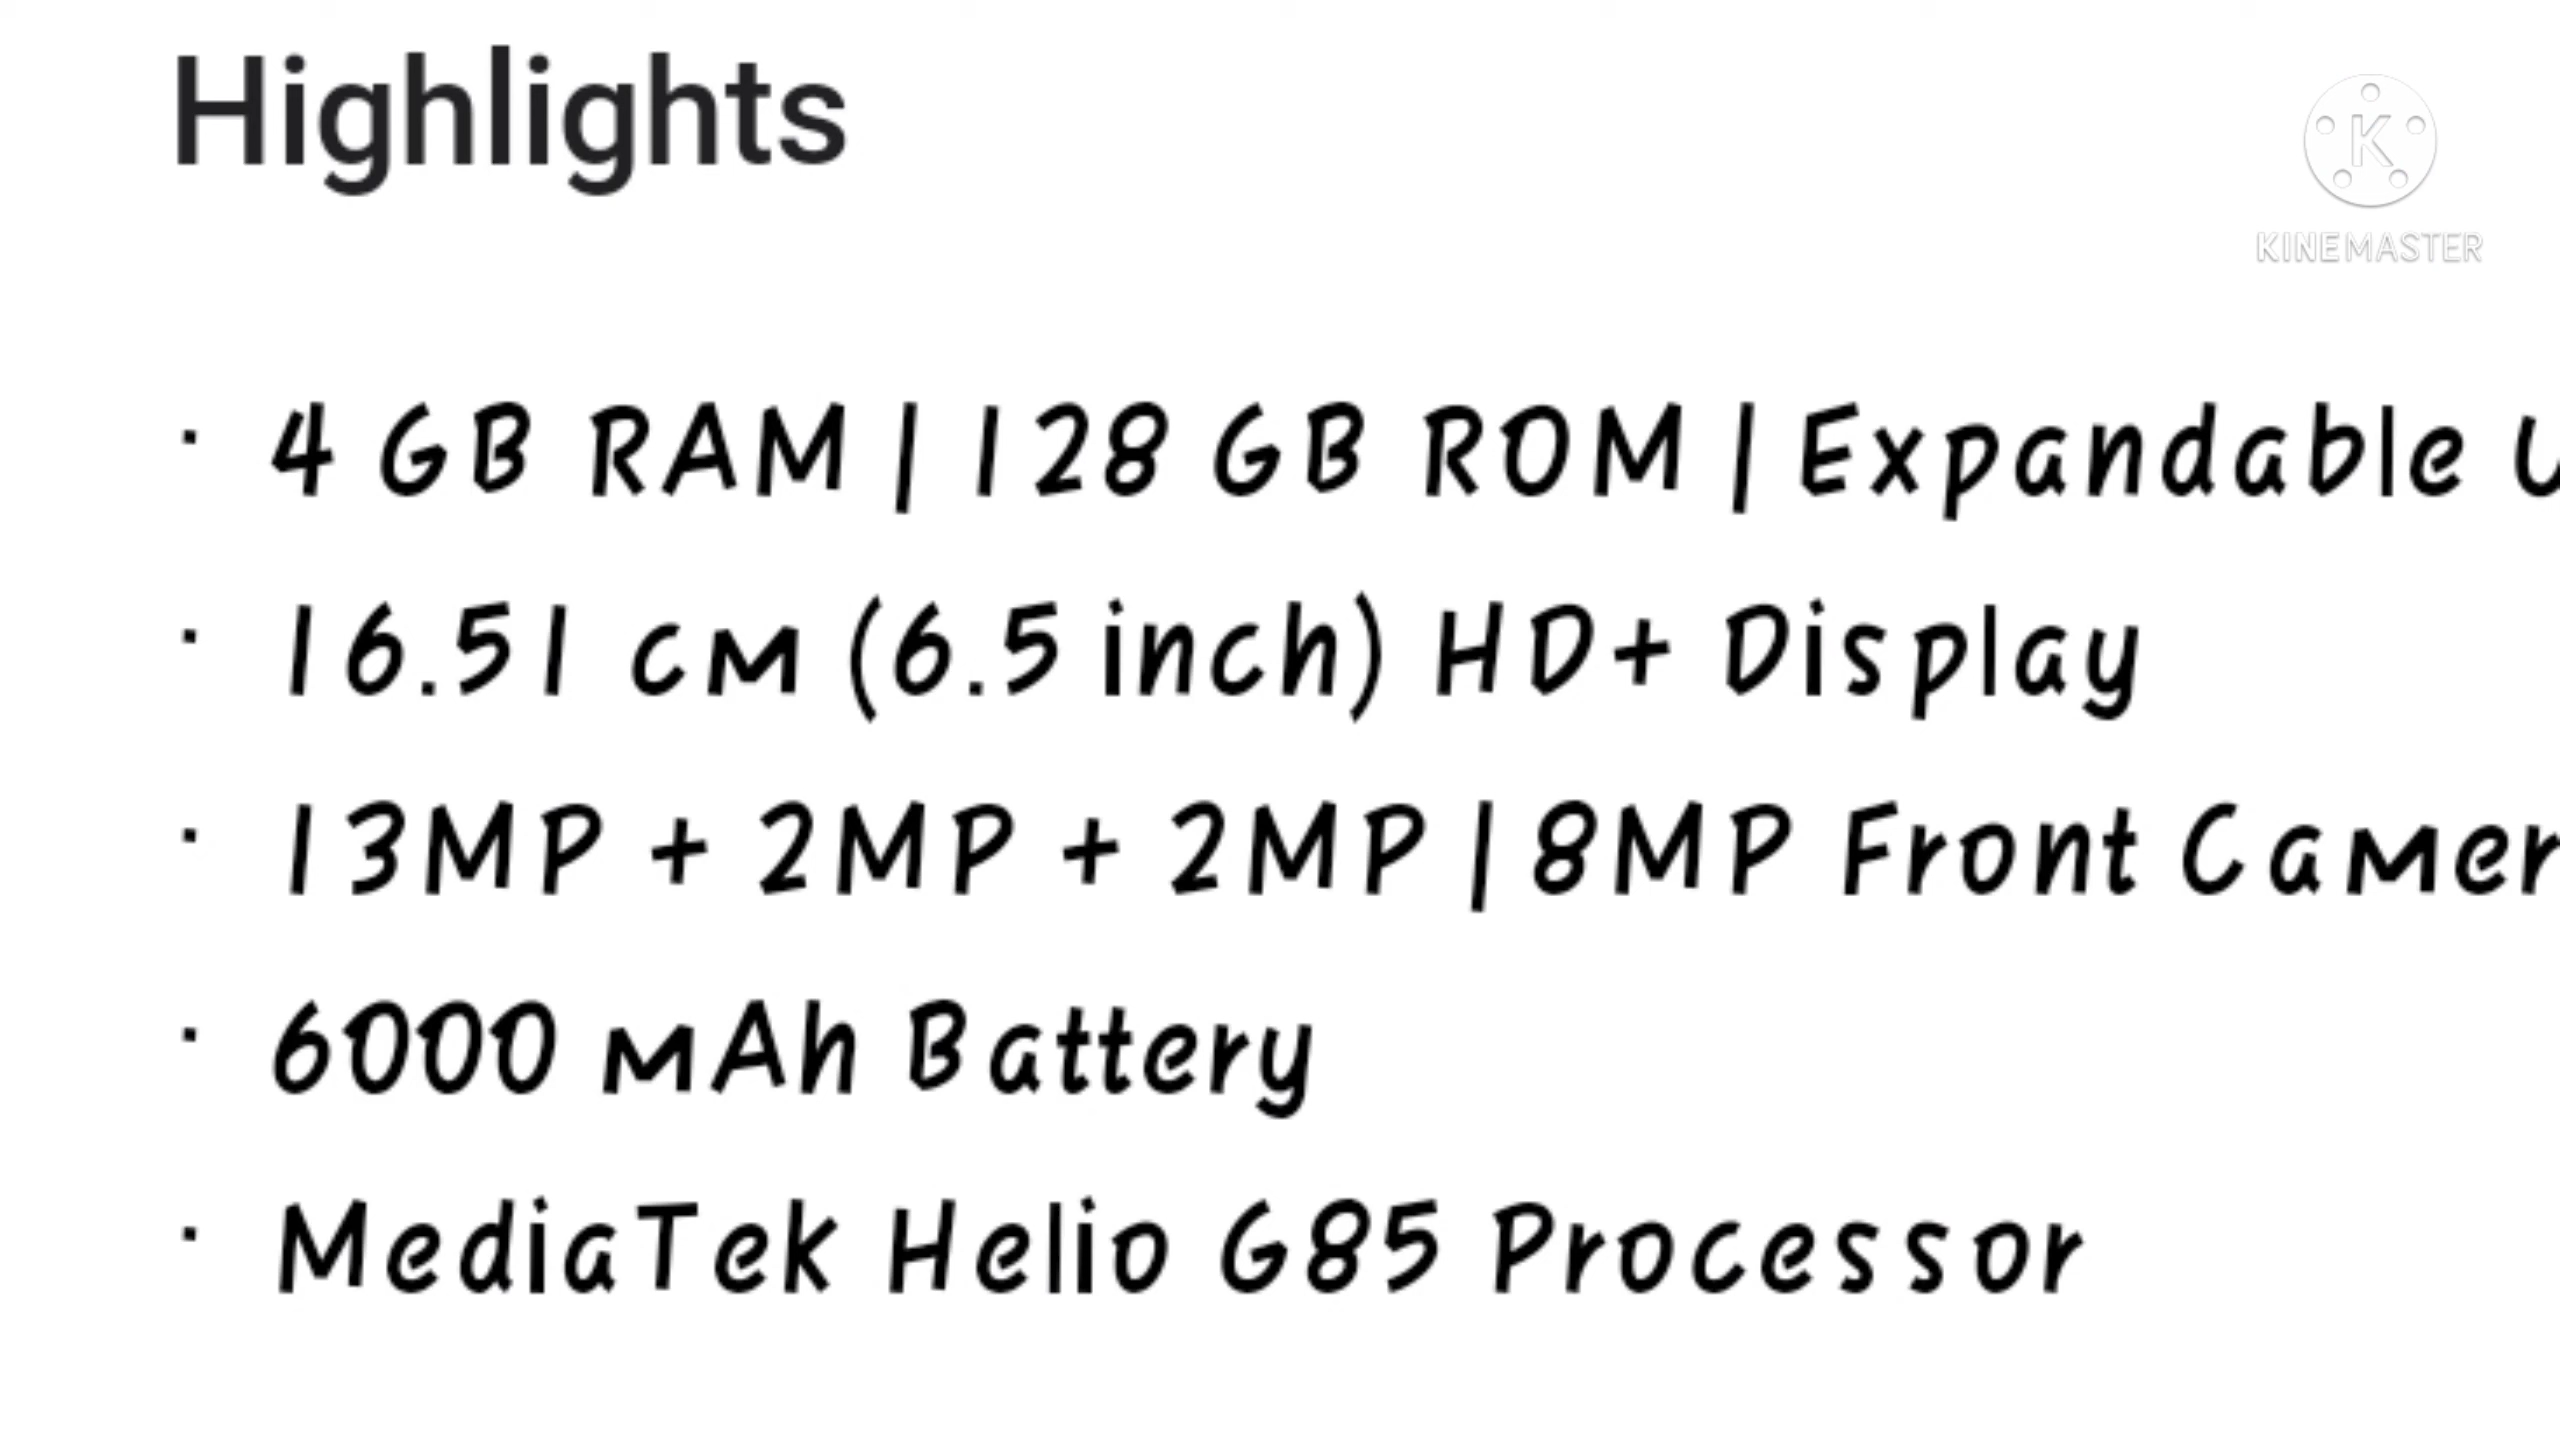 Highlights
K
KINEMASTER
· 4 GB RAM | 128 GB ROM | Expandable
· 16.51 cm (6.5 inch) HD+ Display
· 13MP + 2MP + 2MP | 8MP Front Camer
· 6000 mAh Battery
· MediaTek Helio G85 Processor